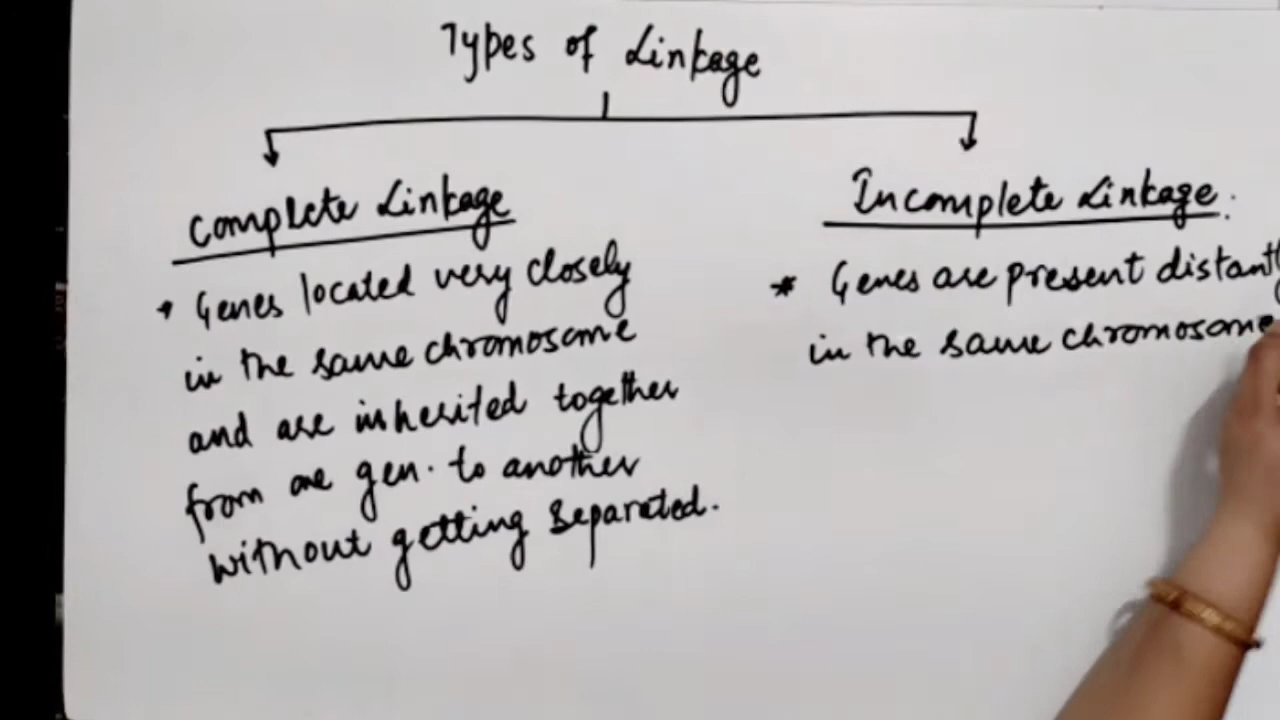 Types of Linkage
Complete Linkage
* Genes located very closely
in the same chromosome
and are inherited together
from one gen. to another
without getting separated.
Incomplete Linkage.
* Genes are present distantl
in the same chromosome